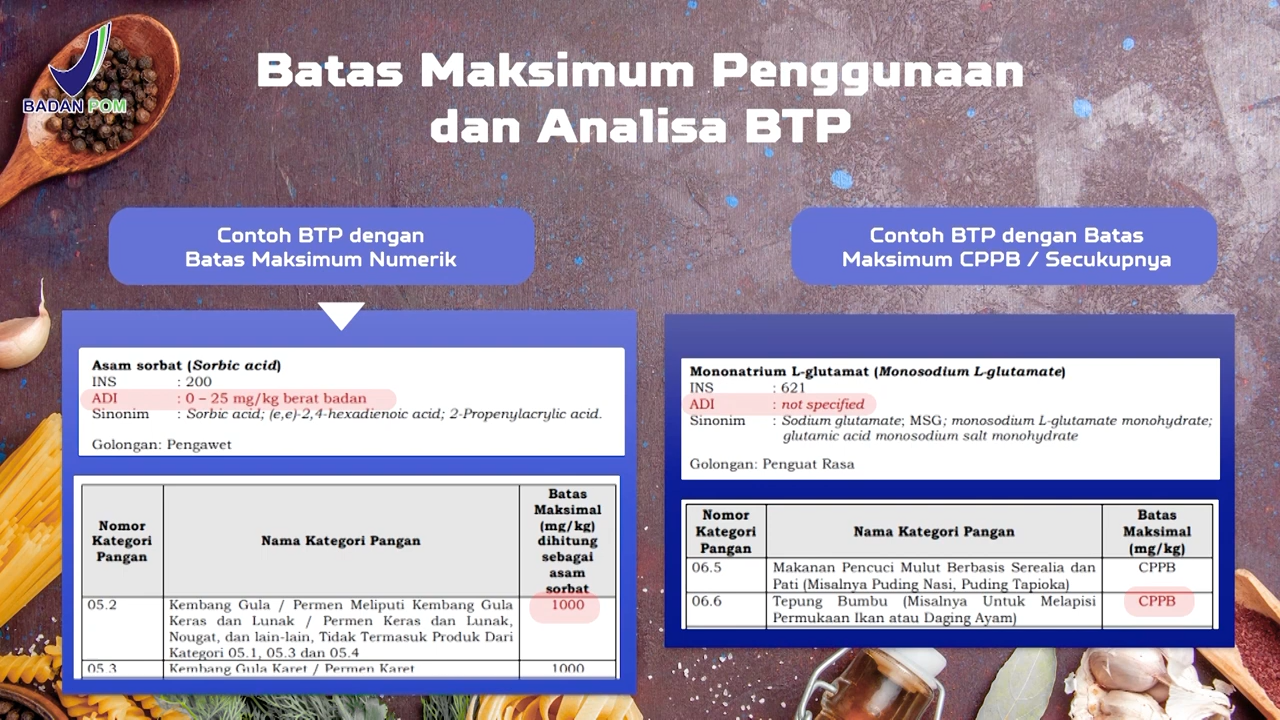 BADAN POM
Batas Maksimum Penggunaan
dan Analisa BTP
Contoh BTP dengan
Batas Maksimum Numerik
Asam sorbat (Sorbic acid)
INS : 200
ADI : 0 – 25 mg/kg berat badan
Sinonim : Sorbic acid; (e,e)-2,4-hexadienoic acid; 2-Propenylacrylic acid.
Golongan: Pengawet
Nomor
Kategori
Pangan
Nama Kategori Pangan
Batas
Maksimal
(mg/kg)
dihitung
sebagai
asam
sorbat
05.2 Kembang Gula / Permen Meliputi Kembang Gula 1000
Keras dan Lunak / Permen Keras dan Lunak,
Nougat, dan lain-lain, Tidak Termasuk Produk Dari
Kategori 05.1, 05.3 dan 05.4
05.3 Kembang Gula Karet / Permen Karet 1000
Contoh BTP dengan Batas
Maksimum CPPB / Secukupnya
Mononatrium L-glutamat (Monosodium L-glutamate)
INS : 621
ADI : not specified
Sinonim : Sodium glutamate; MSG; monosodium L-glutamate monohydrate;
glutamic acid monosodium salt monohydrate
Golongan: Penguat Rasa
Nomor
Kategori
Pangan
Nama Kategori Pangan
Batas
Maksimal
(mg/kg)
06.5 Makanan Pencuci Mulut Berbasis Serealia dan CPPB
Pati (Misalnya Puding Nasi, Puding Tapioka)
06.6 Tepung Bumbu (Misalnya Untuk Melapisi CPPB
Permukaan Ikan atau Daging Ayam)